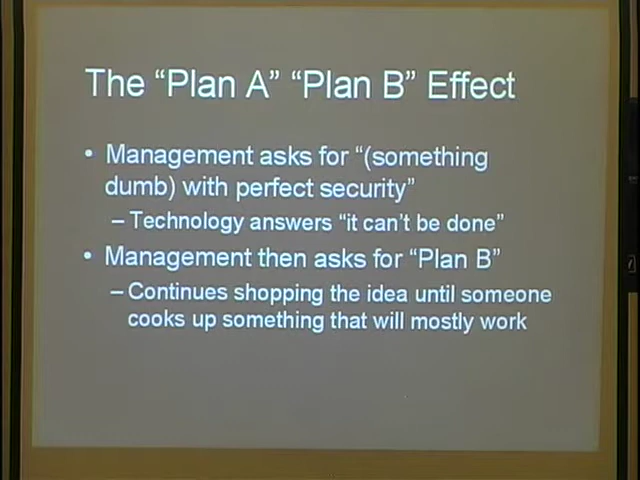 The “Plan A” “Plan B” Effect
• Management asks for “(something
dumb) with perfect security”
– Technology answers “it can’t be done”
• Management then asks for “Plan B”
– Continues shopping the idea until someone
cooks up something that will mostly work